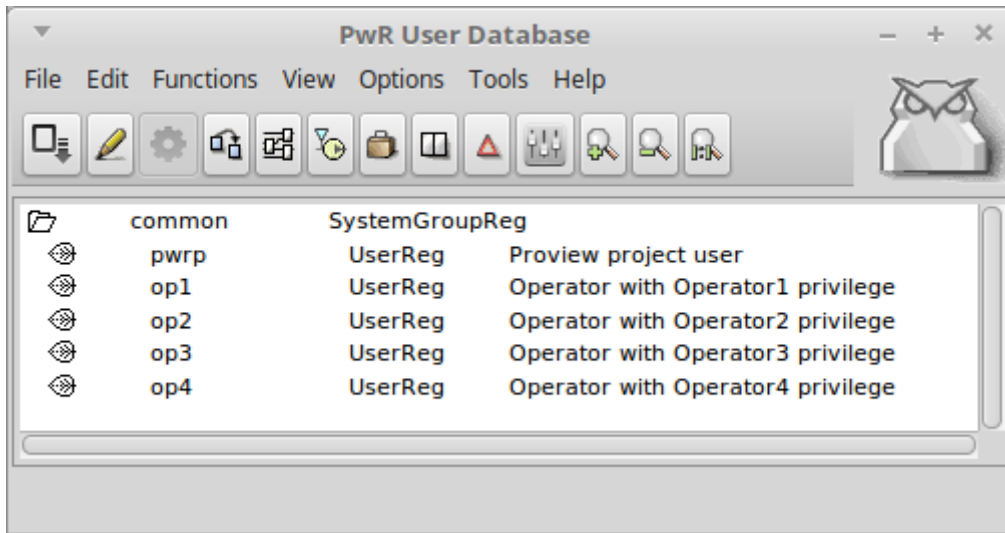 PwR User Database
File Edit Functions View Options Tools Help
common SystemGroupReg
pwrp UserReg Proview project user
op1 UserReg Operator with Operator1 privilege
op2 UserReg Operator with Operator2 privilege
op3 UserReg Operator with Operator3 privilege
op4 UserReg Operator with Operator4 privilege